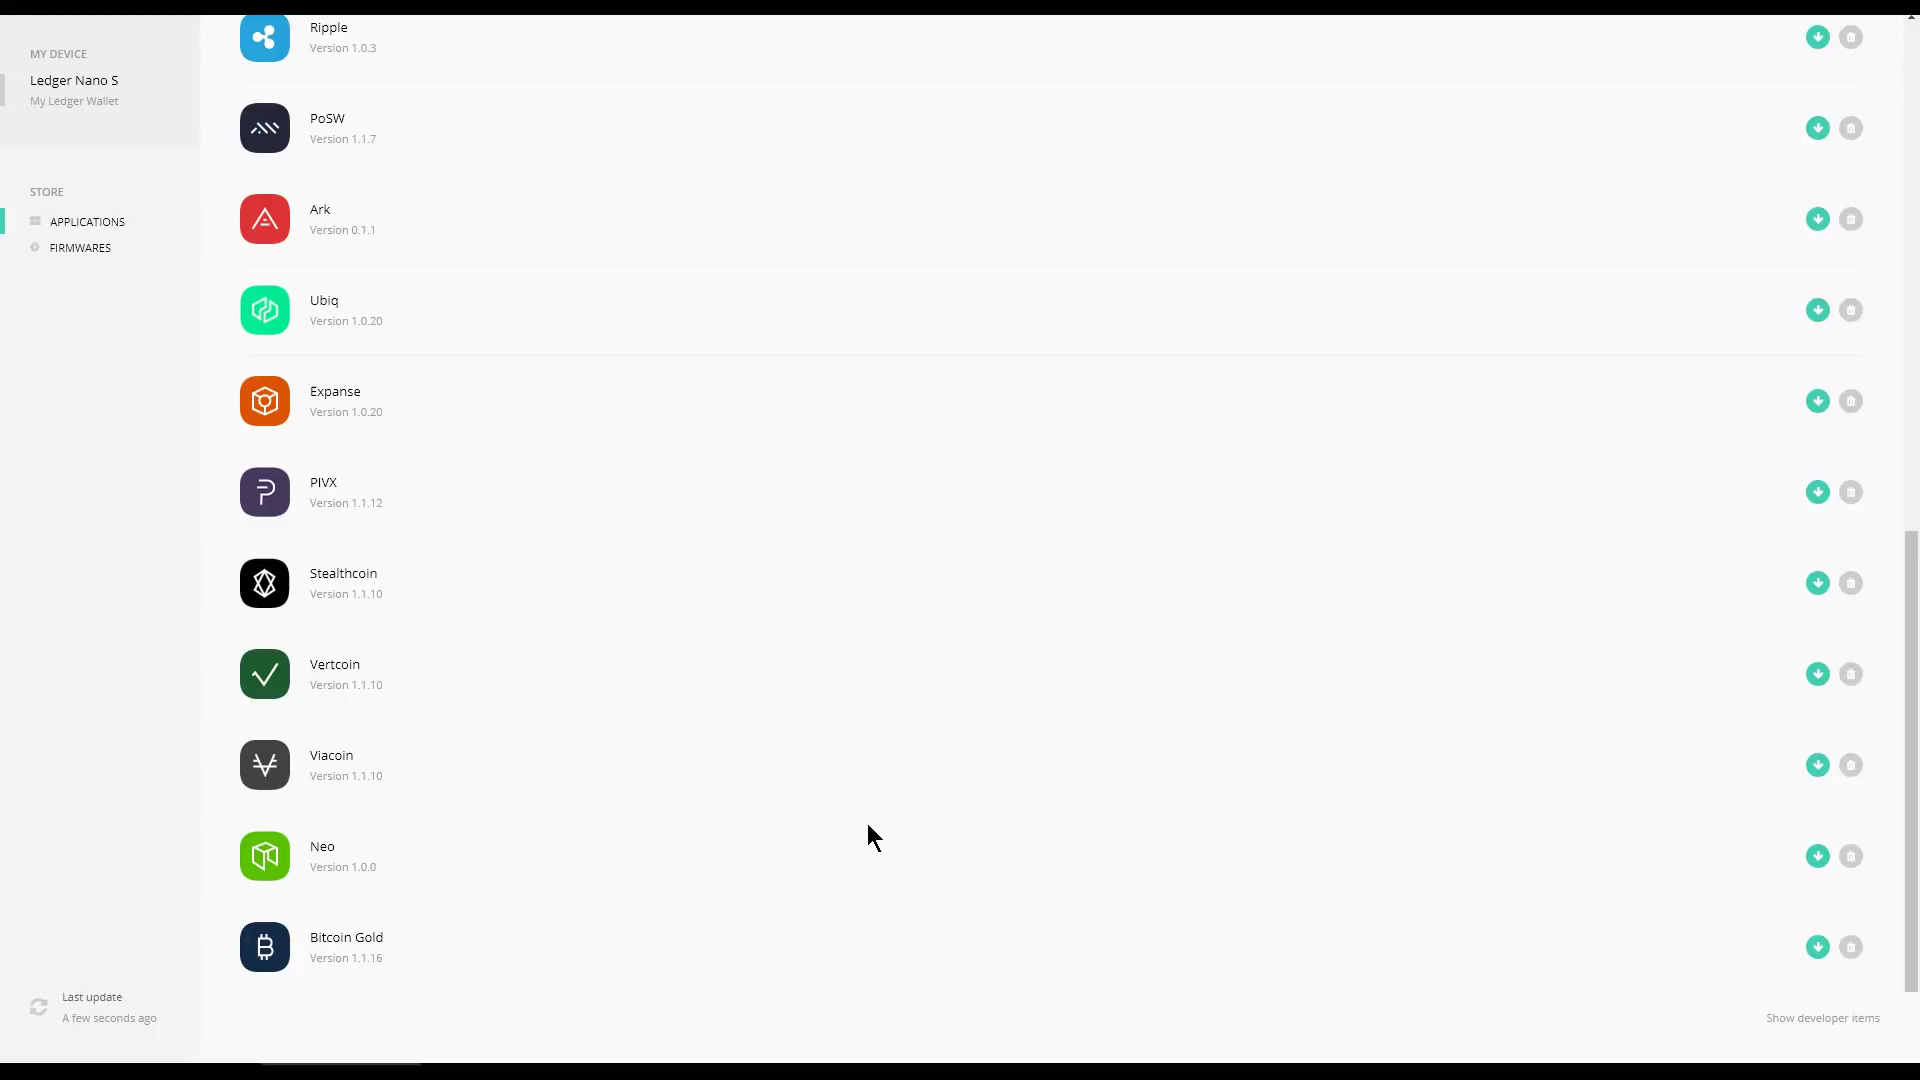 MY DEVICE
Ledger Nano S
My Ledger Wallet
STORE
APPLICATIONS
FIRMWARES
Last update
A few seconds ago
Ripple
Version 1.0.3
PoSW
Version 1.1.7
Ark
Version 0.1.1
Ubiq
Version 1.0.20
Expanse
Version 1.0.20
PIVX
Version 1.1.12
Stealthcoin
Version 1.1.10
Vertcoin
Version 1.1.10
Viacoin
Version 1.1.10
Neo
Version 1.0.0
Bitcoin Gold
Version 1.1.16
Show developer items